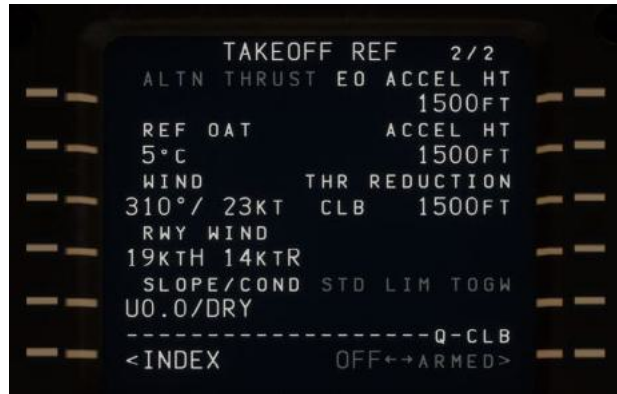 TAKEOFF REF 2/2
ALTN THRUST EO ACCEL HT
1500FT
REF OAT ACCEL HT
5°C 1500FT
WIND THR REDUCTION
310°/ 23KT CLB 1500FT
RWY WIND
19KTH 14KTR
SLOPE/COND STD LIM TOGW
U0.0/DRY
--------------------Q-CLB
<INDEX OFF←→ARMED>